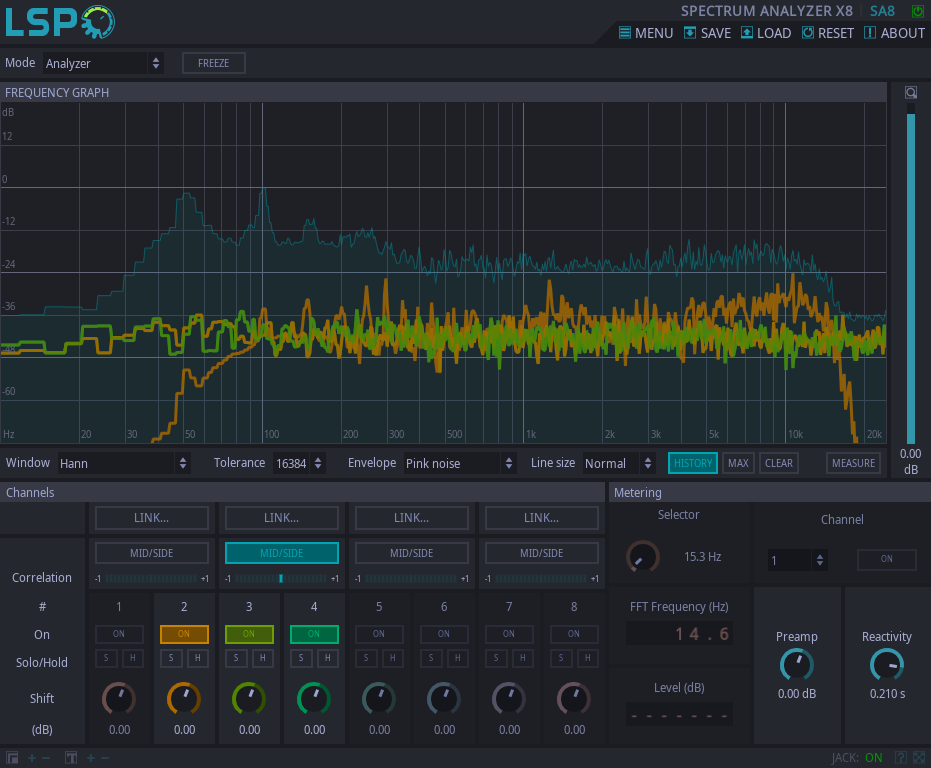 LSP
SPECTRUM ANALYZER X8 SA8
MENU SAVE LOAD RESET ABOUT
Mode Analyzer FREEZE
FREQUENCY GRAPH
dB
12
0
-12
-24
-36
-48
-60
Hz 20 30 50 100 200 300 500 1k 2k 3k 5k 10k 20k
0.00
dB
Window Hann Tolerance 16384 Envelope Pink noise Line size Normal HISTORY MAX CLEAR MEASURE
Channels
LINK... LINK... LINK... LINK...
MID/SIDE MID/SIDE MID/SIDE MID/SIDE
Correlation -1 +1 -1 +1 -1 +1 -1 +1
# 1 2 3 4 5 6 7 8
On ON ON ON ON ON ON ON ON
Solo/Hold S H S H S H S H S H S H S H S H
Shift
(dB) 0.00 0.00 0.00 0.00 0.00 0.00 0.00 0.00
Metering
Selector Channel
15.3 Hz 1 ON
FFT Frequency (Hz)
14.6
Level (dB)
-------
Preamp Reactivity
0.00 dB 0.210 s
JACK: ON ?